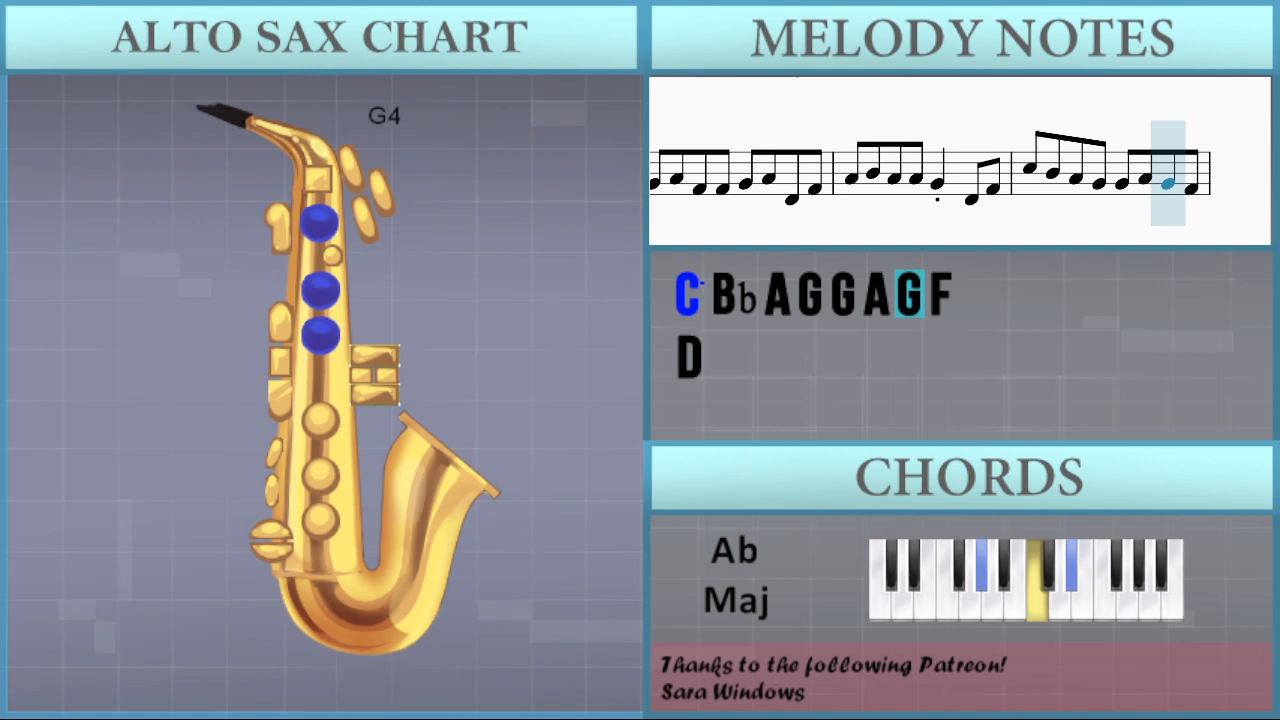 ALTO SAX CHART
G4
MELODY NOTES
C- Bb A G G A G F
D
CHORDS
Ab
Maj
Thanks to the following Patreon!
Sara Windows